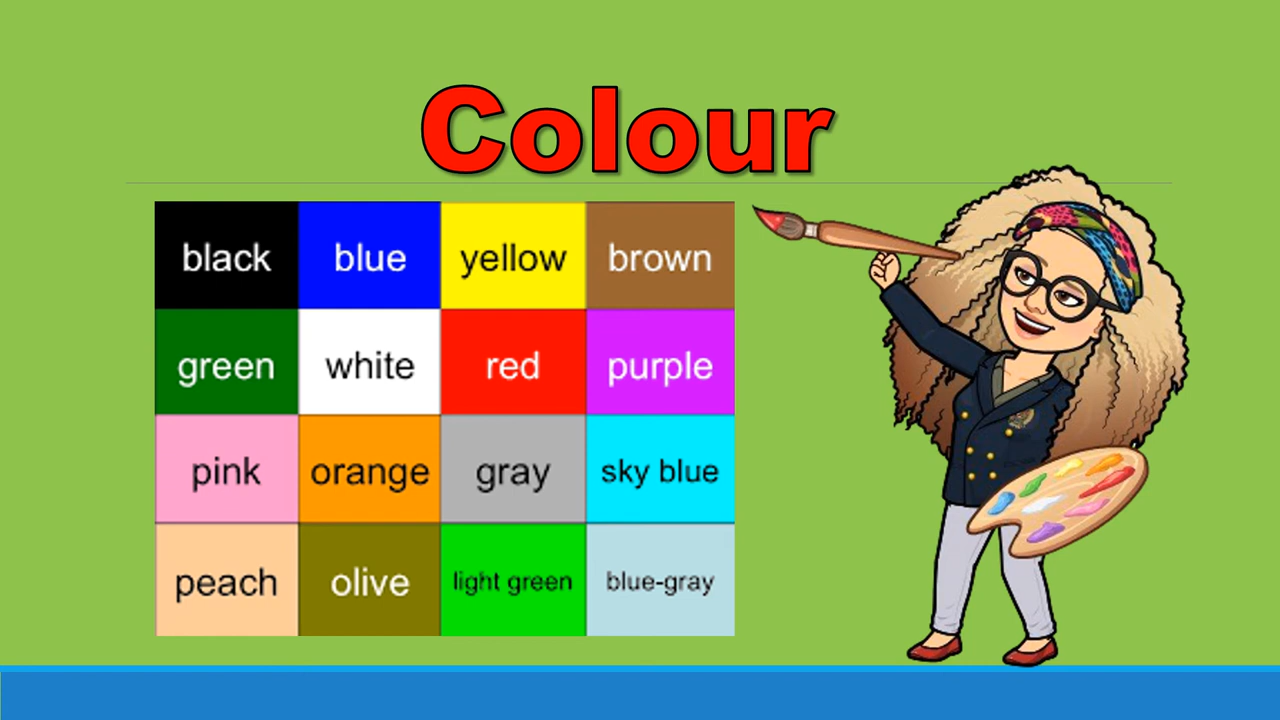 Colour
black blue yellow brown
green white red purple
pink orange gray sky blue
peach olive light green blue-gray